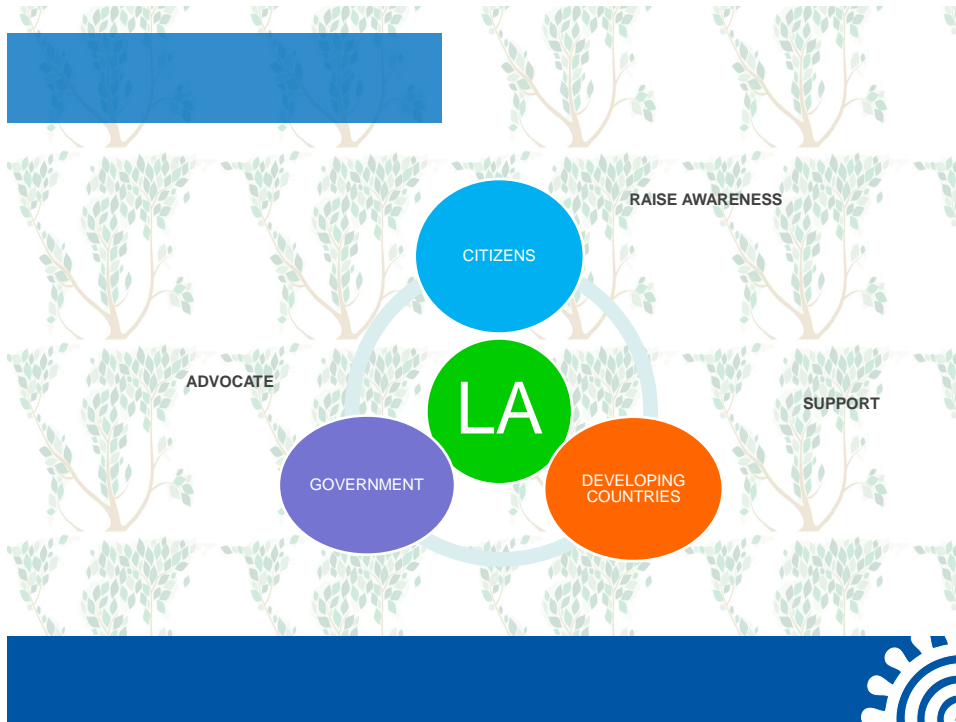 RAISE AWARENESS
CITIZENS
ADVOCATE
LA
SUPPORT
GOVERNMENT
DEVELOPING
COUNTRIES